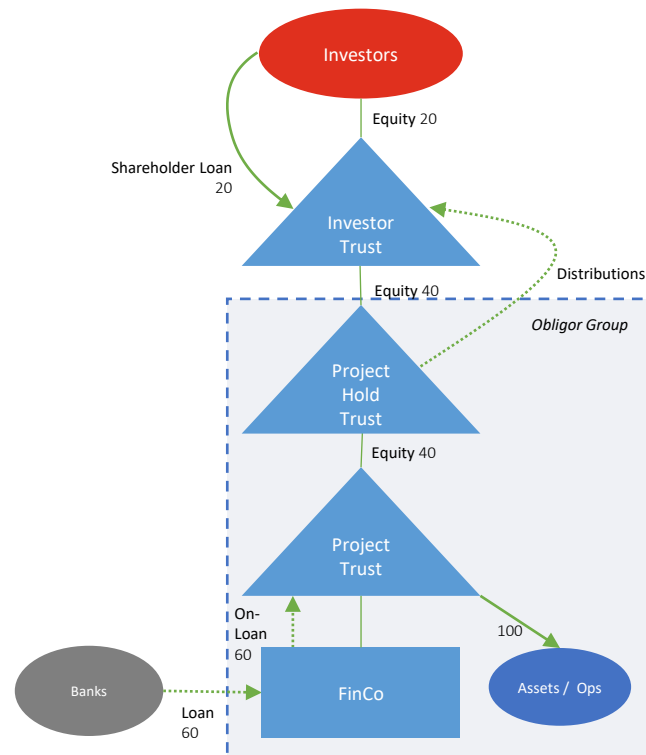 Investors
Equity 20
Shareholder Loan
20
Investor
Trust
Distributions
Equity 40
Obligor Group
Project
Hold
Trust
Equity 40
Project
Trust
On-
Loan
60
100
Banks
Loan
60
FinCo
Assets / Ops